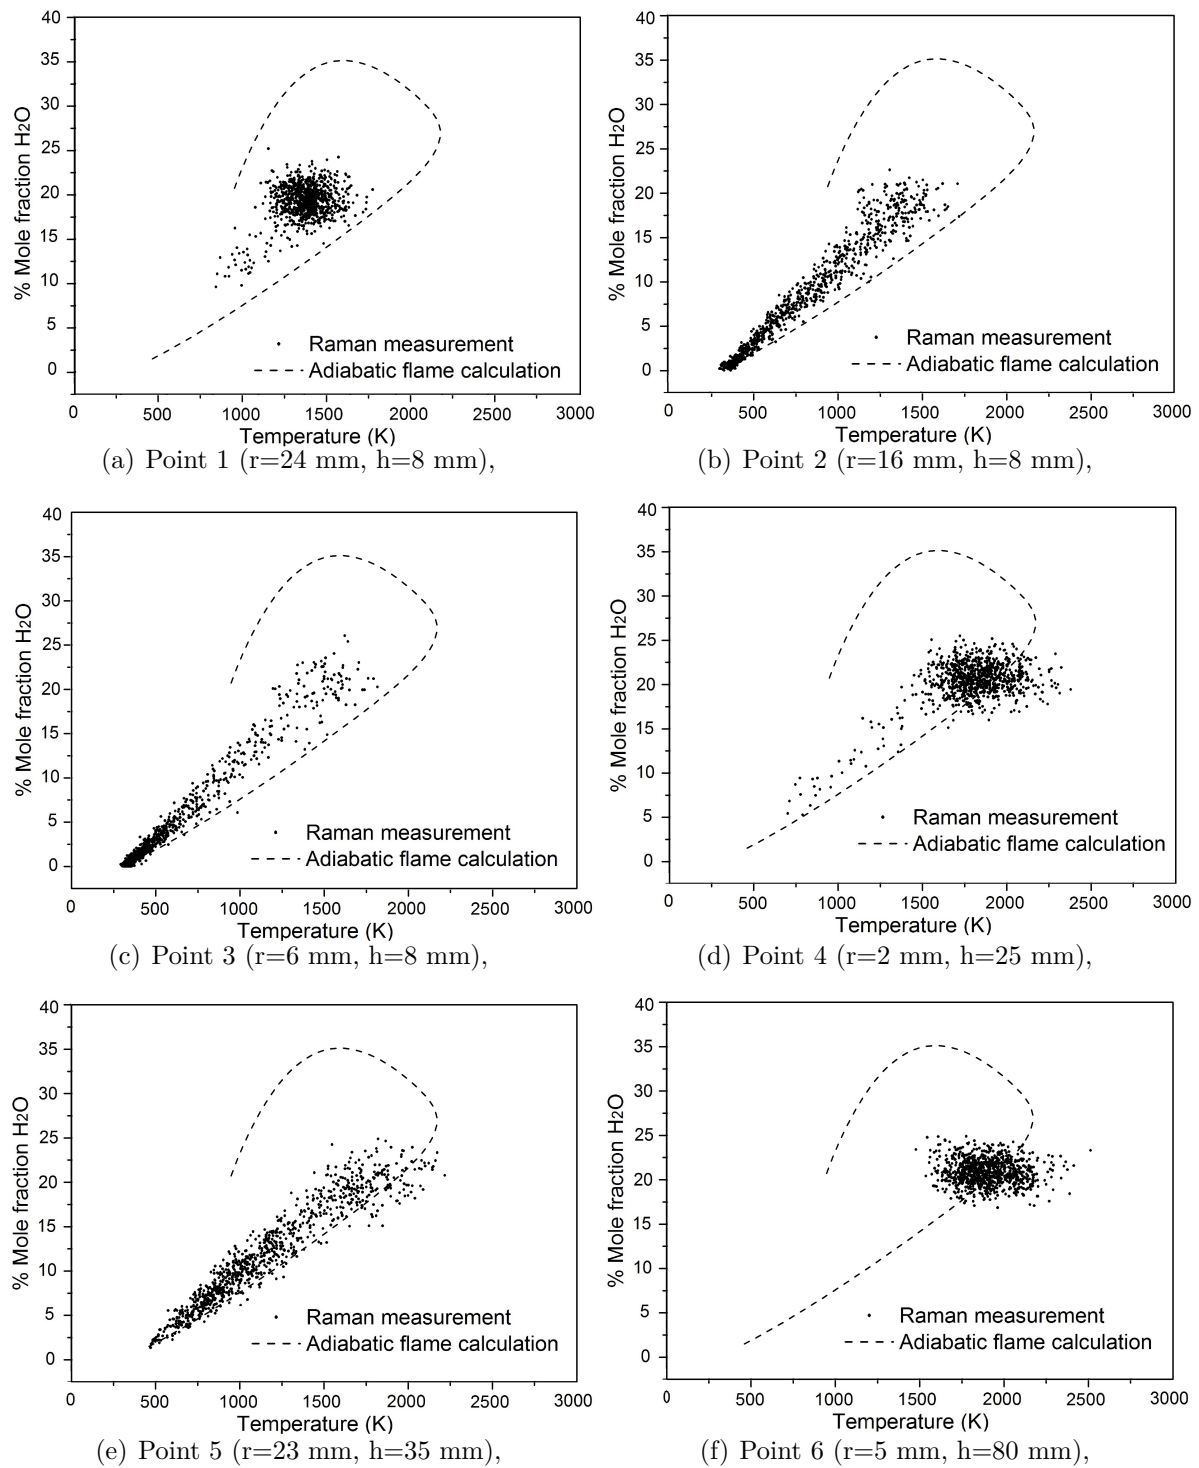 40
35
30
25
20
15
10
5
0
% Mole fraction H2O
Raman measurement
Adiabatic flame calculation
0 500 1000 1500 2000 2500 3000
Temperature (K)
(a) Point 1 (r=24 mm, h=8 mm),
40
35
30
25
20
15
10
5
0
% Mole fraction H2O
Raman measurement
Adiabatic flame calculation
0 500 1000 1500 2000 2500 3000
Temperature (K)
(b) Point 2 (r=16 mm, h=8 mm),
40
35
30
25
20
15
10
5
0
% Mole fraction H2O
Raman measurement
Adiabatic flame calculation
0 500 1000 1500 2000 2500 3000
Temperature (K)
(c) Point 3 (r=6 mm, h=8 mm),
40
35
30
25
20
15
10
5
0
% Mole fraction H2O
Raman measurement
Adiabatic flame calculation
0 500 1000 1500 2000 2500 3000
Temperature (K)
(d) Point 4 (r=2 mm, h=25 mm),
40
35
30
25
20
15
10
5
0
% Mole fraction H2O
Raman measurement
Adiabatic flame calculation
0 500 1000 1500 2000 2500 3000
Temperature (K)
(e) Point 5 (r=23 mm, h=35 mm),
40
35
30
25
20
15
10
5
0
% Mole fraction H2O
Raman measurement
Adiabatic flame calculation
0 500 1000 1500 2000 2500 3000
Temperature (K)
(f) Point 6 (r=5 mm, h=80 mm),